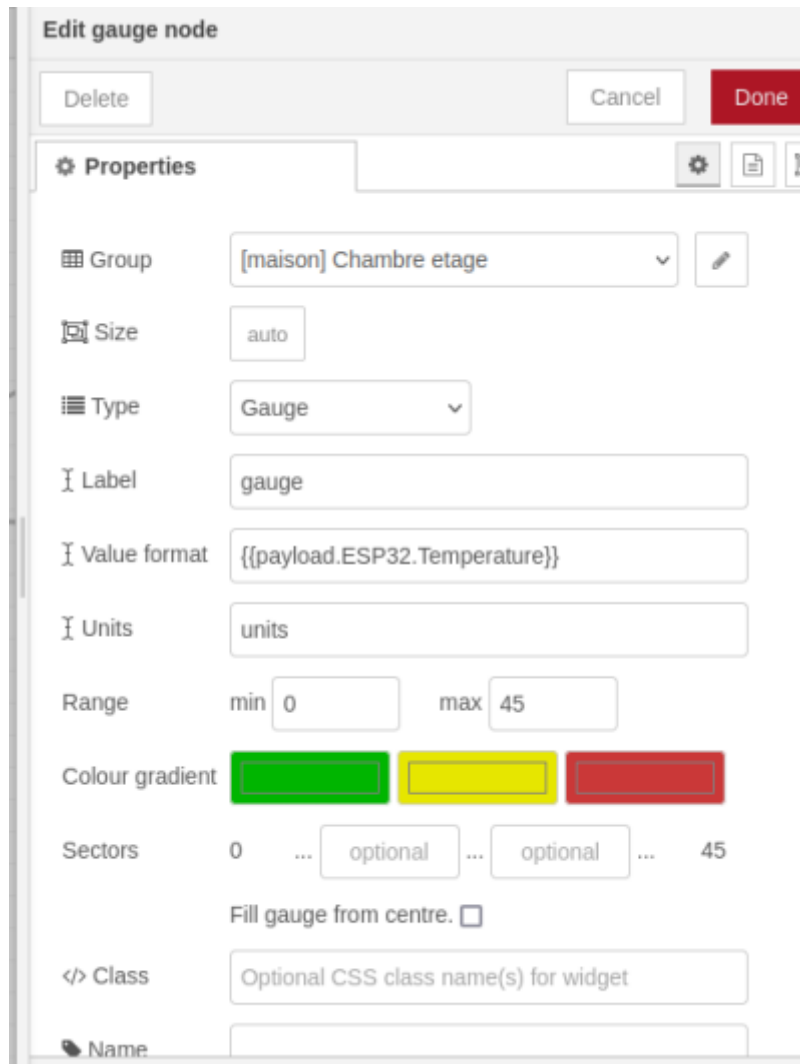 Edit gauge node
Delete Cancel Done
Properties
Group [maison] Chambre etage
Size auto
Type Gauge
Label gauge
Value format {{payload.ESP32.Temperature}}
Units units
Range min 0 max 45
Colour gradient
Sectors 0 ... optional ... optional ... 45
Fill gauge from centre.
</> Class Optional CSS class name(s) for widget
Name